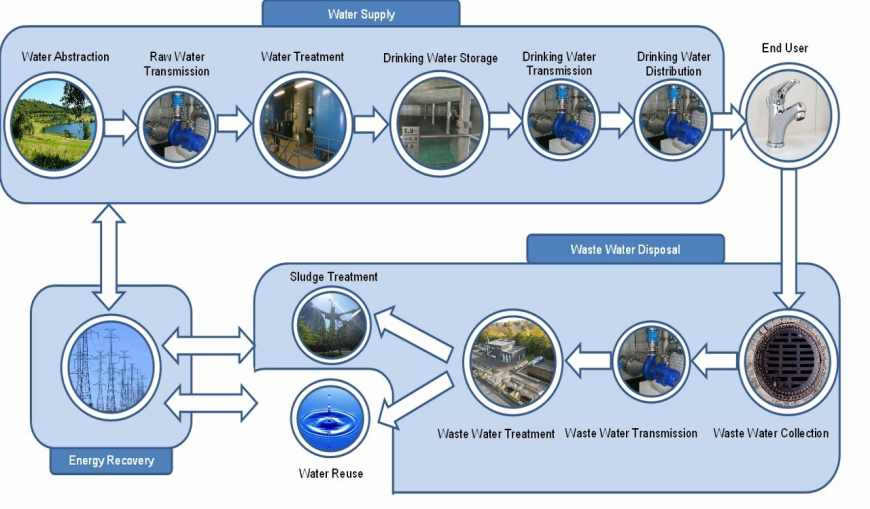 Water Supply
Water Abstraction
Raw Water
Transmission
Water Treatment
Drinking Water Storage
Drinking Water
Transmission
Drinking Water
Distribution
End User
Waste Water Disposal
Sludge Treatment
Waste Water Treatment
Waste Water Transmission
Waste Water Collection
Energy Recovery
Water Reuse